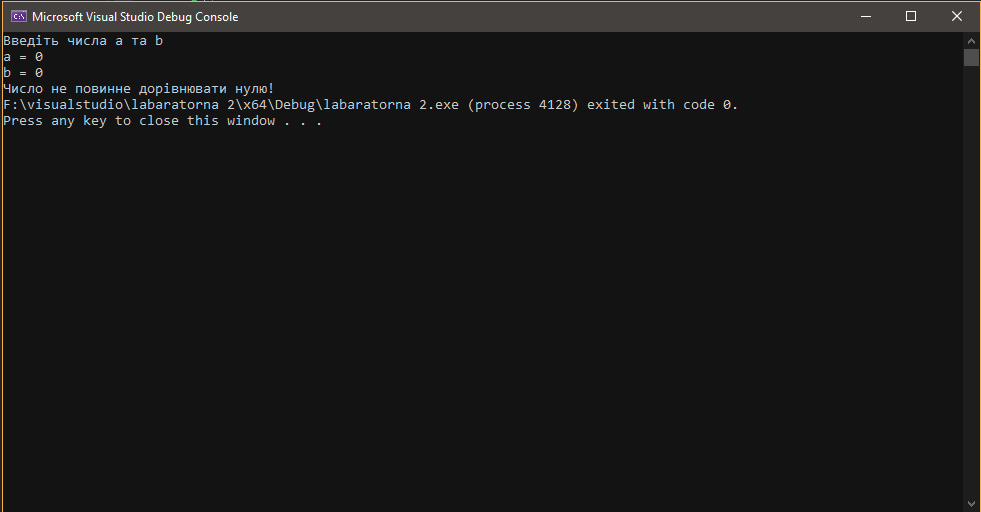 Microsoft Visual Studio Debug Console
Введіть числа a та b
a = 0
b = 0
Число не повинне дорівнювати нулю!
F:\visualstudio\labaratorna 2\x64\Debug\labaratorna 2.exe (process 4128) exited with code 0.
Press any key to close this window . . .